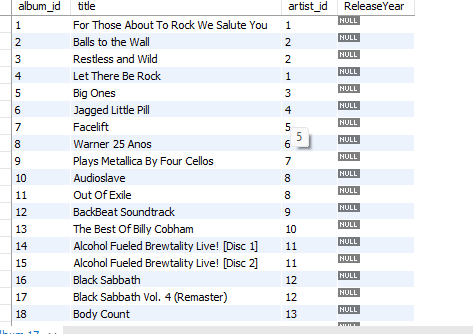 album_id title artist_id ReleaseYear
1 For Those About To Rock We Salute You 1 NULL
2 Balls to the Wall 2 NULL
3 Restless and Wild 2 NULL
4 Let There Be Rock 1 NULL
5 Big Ones 3 NULL
6 Jagged Little Pill 4 NULL
7 Facelift 5 NULL
5
8 Warner 25 Anos 6 NULL
9 Plays Metallica By Four Cellos 7 NULL
10 Audioslave 8 NULL
11 Out Of Exile 8 NULL
12 BackBeat Soundtrack 9 NULL
13 The Best Of Billy Cobham 10 NULL
14 Alcohol Fueled Brewtality Live! [Disc 1] 11 NULL
15 Alcohol Fueled Brewtality Live! [Disc 2] 11 NULL
16 Black Sabbath 12 NULL
17 Black Sabbath Vol. 4 (Remaster) 12 NULL
18 Body Count 13 NULL